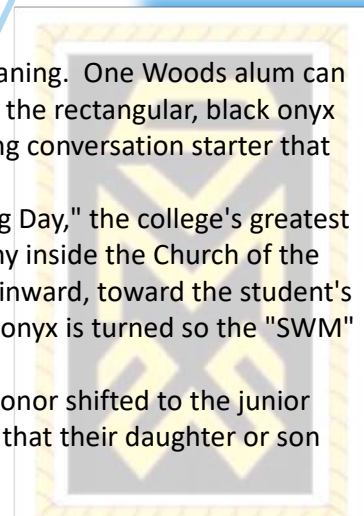 aning. One Woods alum can
the rectangular, black onyx
ng conversation starter that
g Day," the college's greatest
ny inside the Church of the
inward, toward the student's
onyx is turned so the "SWM"
onor shifted to the junior
that their daughter or son